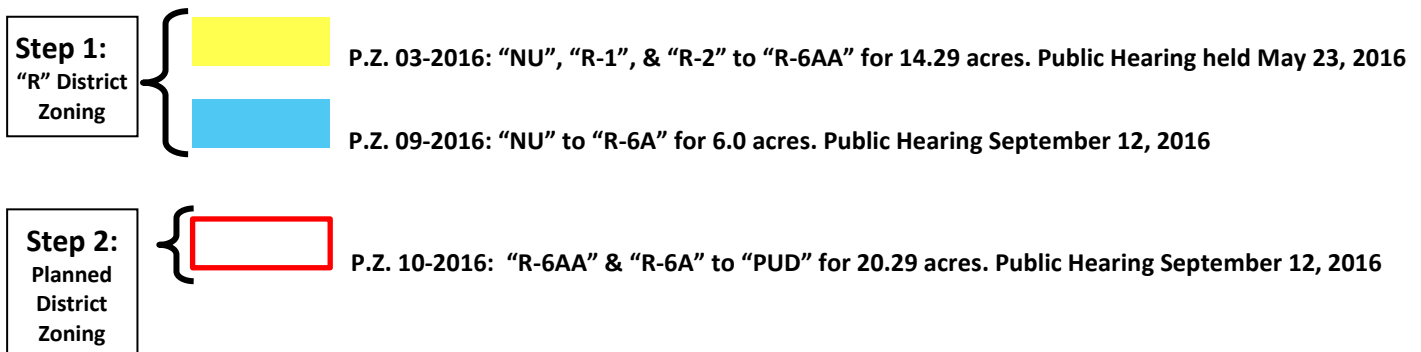 Step 1:
“R” District
Zoning
P.Z. 03-2016: “NU”, “R-1”, & “R-2” to “R-6AA” for 14.29 acres. Public Hearing held May 23, 2016
P.Z. 09-2016: “NU” to “R-6A” for 6.0 acres. Public Hearing September 12, 2016
Step 2:
Planned
District
Zoning
P.Z. 10-2016: “R-6AA” & “R-6A” to “PUD” for 20.29 acres. Public Hearing September 12, 2016